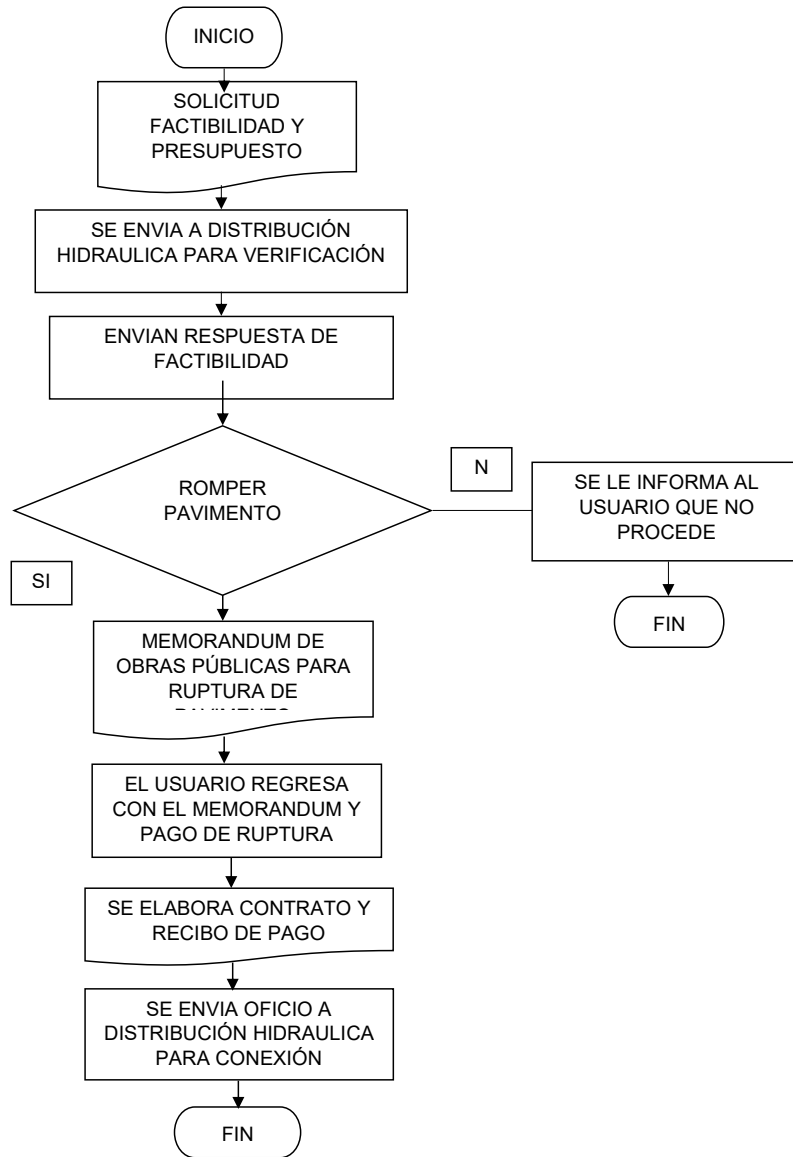 INICIO
SOLICITUD
FACTIBILIDAD Y
PRESUPUESTO
SE ENVIA A DISTRIBUCIÓN
HIDRAULICA PARA VERIFICACIÓN
ENVIAN RESPUESTA DE
FACTIBILIDAD
ROMPER
PAVIMENTO
N
SE LE INFORMA AL
USUARIO QUE NO
PROCEDE
FIN
SI
MEMORANDUM DE
OBRAS PÚBLICAS PARA
RUPTURA DE
EL USUARIO REGRESA
CON EL MEMORANDUM Y
PAGO DE RUPTURA
SE ELABORA CONTRATO Y
RECIBO DE PAGO
SE ENVIA OFICIO A
DISTRIBUCIÓN HIDRAULICA
PARA CONEXIÓN
FIN